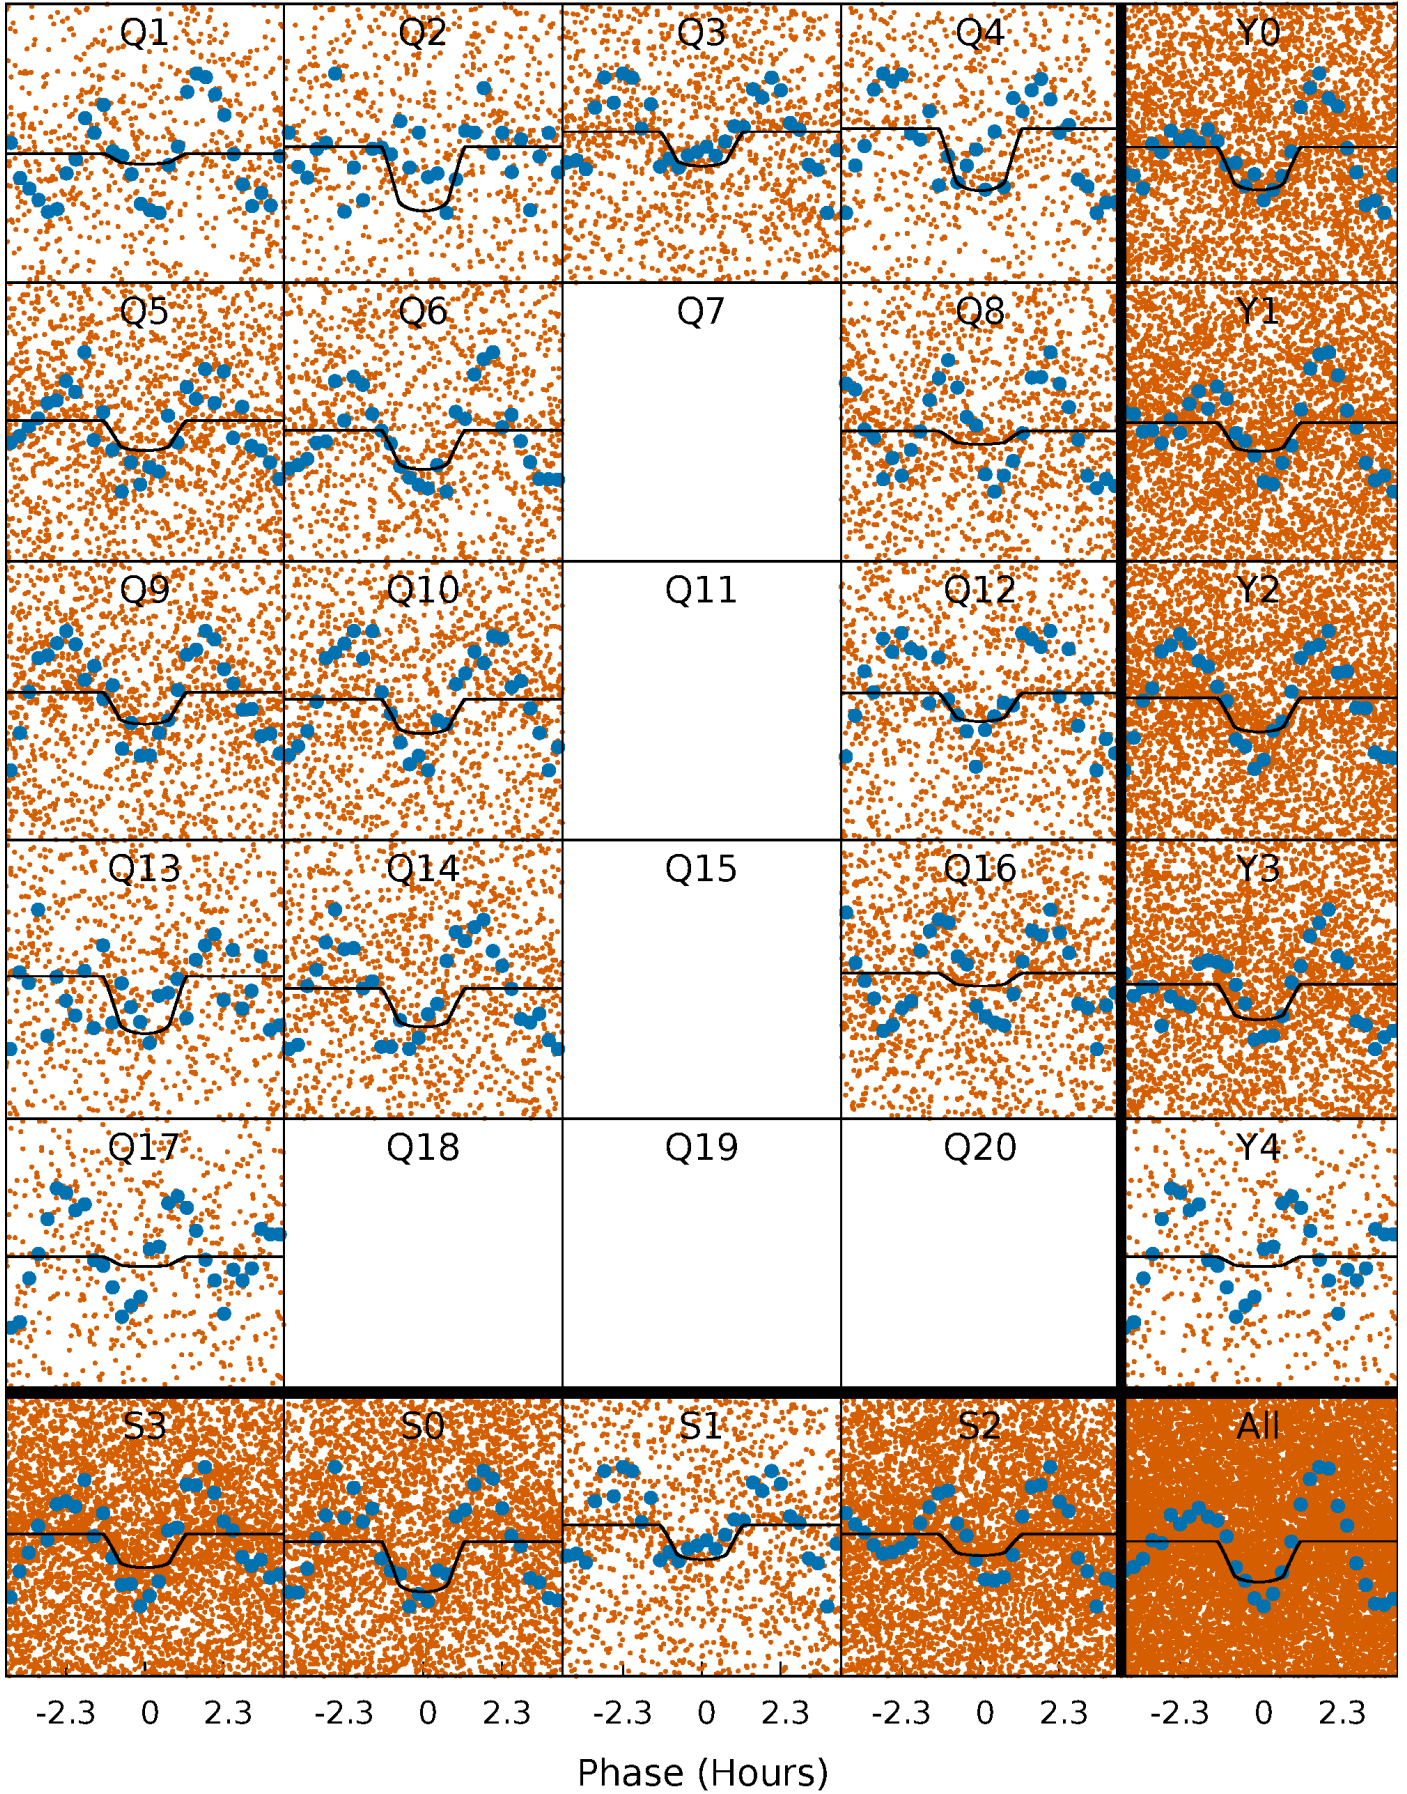 Q1 Q2 Q3 Q4 Y0
Q5 Q6 Q7 Q8 Y1
Q9 Q10 Q11 Q12 Y2
Q13 Q14 Q15 Q16 Y3
Q17 Q18 Q19 Q20 Y4
S3 S0 S1 S2 All
-2.3 0 2.3 -2.3 0 2.3 -2.3 0 2.3 -2.3 0 2.3 -2.3 0 2.3
Phase (Hours)